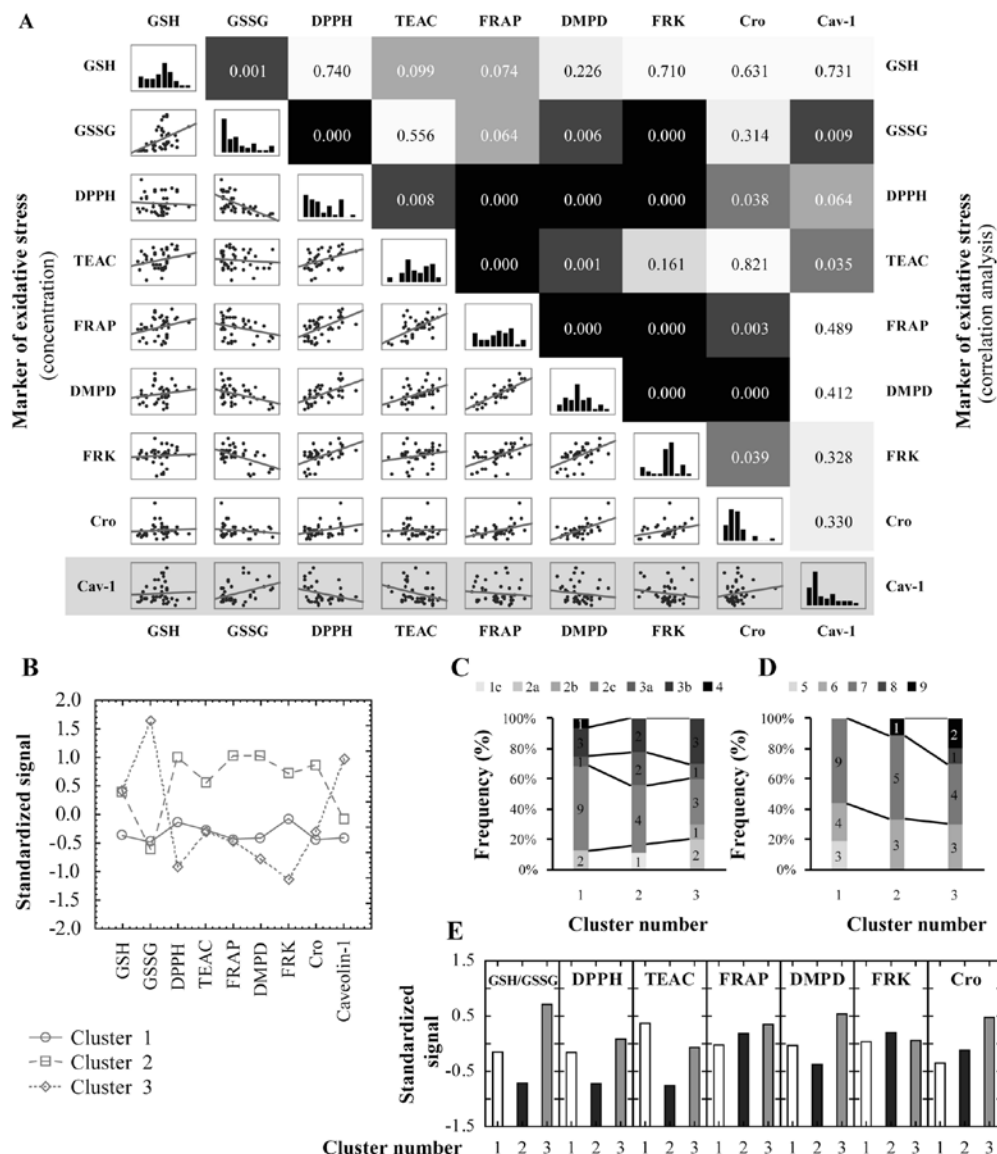 A
GSH GSSG DPPH TEAC FRAP DMPD FRK Cro Cav-1
GSH 0.001 0.740 0.099 0.074 0.226 0.710 0.631 0.731 GSH
GSSG 0.000 0.556 0.064 0.006 0.000 0.314 0.009 GSSG
DPPH 0.008 0.000 0.000 0.000 0.038 0.064 DPPH
TEAC 0.000 0.001 0.161 0.821 0.035 TEAC
FRAP 0.000 0.000 0.003 0.489 FRAP
DMPD 0.000 0.000 0.412 DMPD
FRK 0.039 0.328 FRK
Cro 0.330 Cro
Cav-1 Cav-1
GSH GSSG DPPH TEAC FRAP DMPD FRK Cro Cav-1
Marker of oxidative stress
(concentration)
Marker of oxidative stress
(correlation analysis)
B
Standardized signal
2.0
1.5
1.0
0.5
0.0
-0.5
-1.0
-1.5
-2.0
GSH
GSSG
DPPH
TEAC
FRAP
DMPD
FRK
Cro
Caveolin-1
Cluster 1
Cluster 2
Cluster 3
C
1c 2a 2b 2c 3a 3b 4
Frequency (%)
100%
80%
60%
40%
20%
0%
1 3 1 9 2
2 2 4 1
3 1 3 1 2
1 2 3
Cluster number
D
5 6 7 8 9
Frequency (%)
100%
80%
60%
40%
20%
0%
9 4 3
1 5 3
2 1 4 3
1 2 3
Cluster number
E
Standardized
signal
1.5
0.5
-0.5
-1.5
GSH/GSSG DPPH TEAC FRAP DMPD FRK Cro
Cluster number 1 2 3 1 2 3 1 2 3 1 2 3 1 2 3 1 2 3 1 2 3